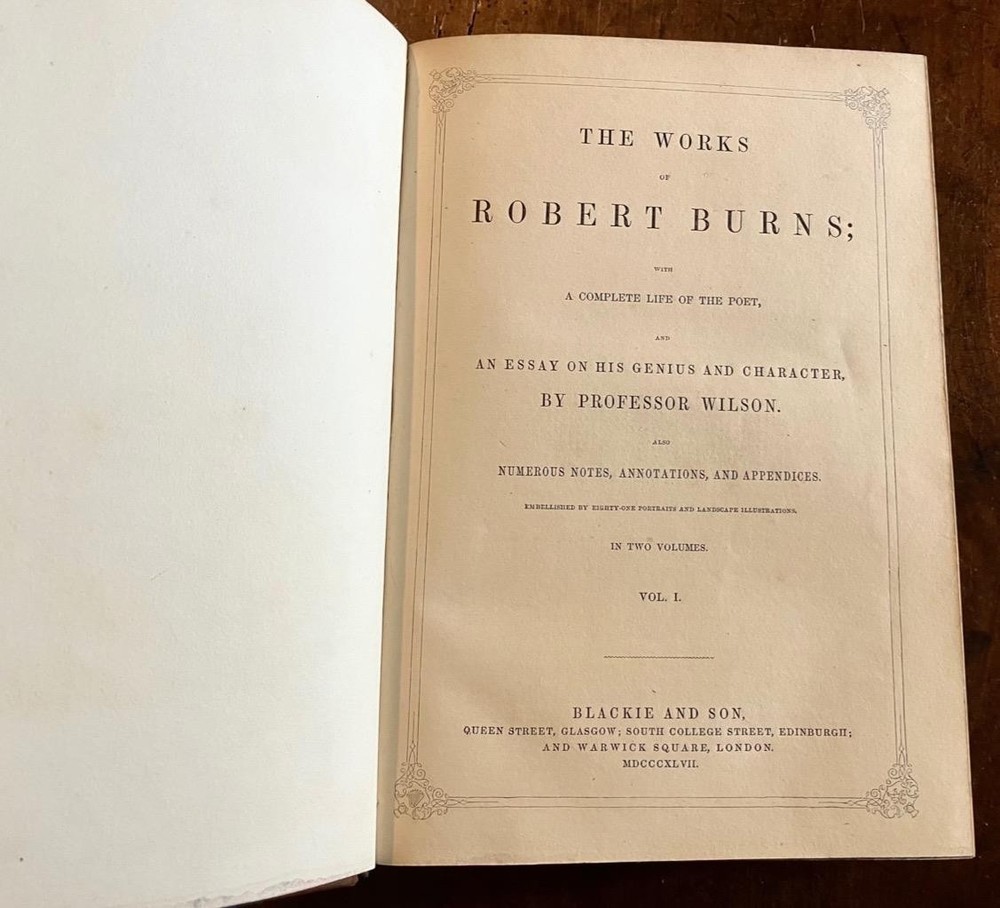 THE WORKS
OF
ROBERT BURNS;
WITH
A COMPLETE LIFE OF THE POET,
AND
AN ESSAY ON HIS GENIUS AND CHARACTER,
BY PROFESSOR WILSON.
ALSO
NUMEROUS NOTES, ANNOTATIONS, AND APPENDICES.
EMBELLISHED BY EIGHTY-ONE PORTRAITS AND LANDSCAPE ILLUSTRATIONS.
IN TWO VOLUMES.
VOL. I.
BLACKIE AND SON,
QUEEN STREET, GLASGOW; SOUTH COLLEGE STREET, EDINBURGH;
AND WARWICK SQUARE, LONDON.
MDCCCXLVII.